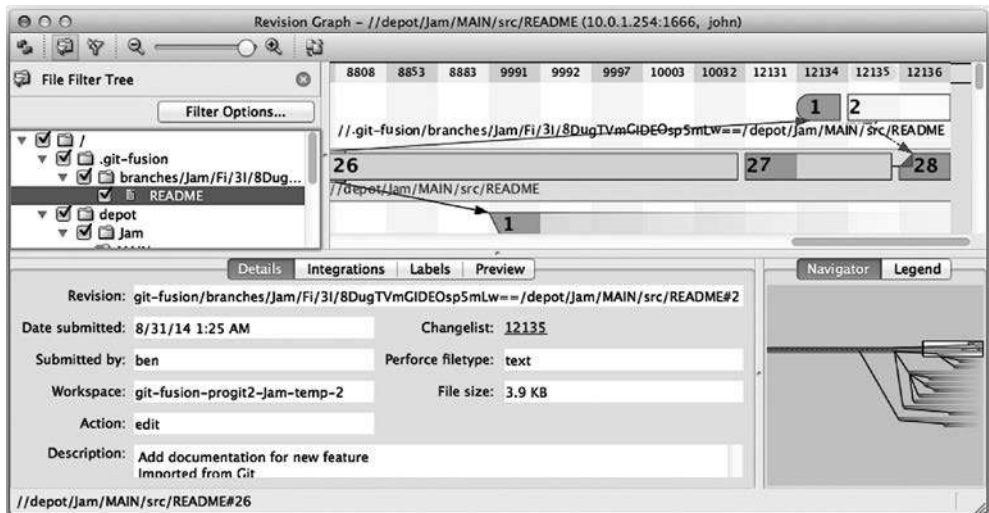 Revision Graph – //depot/Jam/MAIN/src/README (10.0.1.254:1666, john)
File Filter Tree
Filter Options...
/
.git-fusion
branches/Jam/Fi/3I/8Dug...
README
depot
Jam
8808 8853 8883 9991 9992 9997 10003 10032 12131 12134 12135 12136
1 2
//.git-fusion/branches/Jam/Fi/3I/8DugTVmGIDEOsp5mLw==/depot/Jam/MAIN/src/README
26 27 28
//depot/Jam/MAIN/src/README
1
Details Integrations Labels Preview
Revision: git-fusion/branches/Jam/Fi/3I/8DugTVmGIDEOsp5mLw==/depot/Jam/MAIN/src/README#2
Date submitted: 8/31/14 1:25 AM Changelist: 12135
Submitted by: ben Perforce filetype: text
Workspace: git-fusion-progit2-Jam-temp-2 File size: 3.9 KB
Action: edit
Description: Add documentation for new feature
Imported from Git
Navigator Legend
//depot/Jam/MAIN/src/README#26